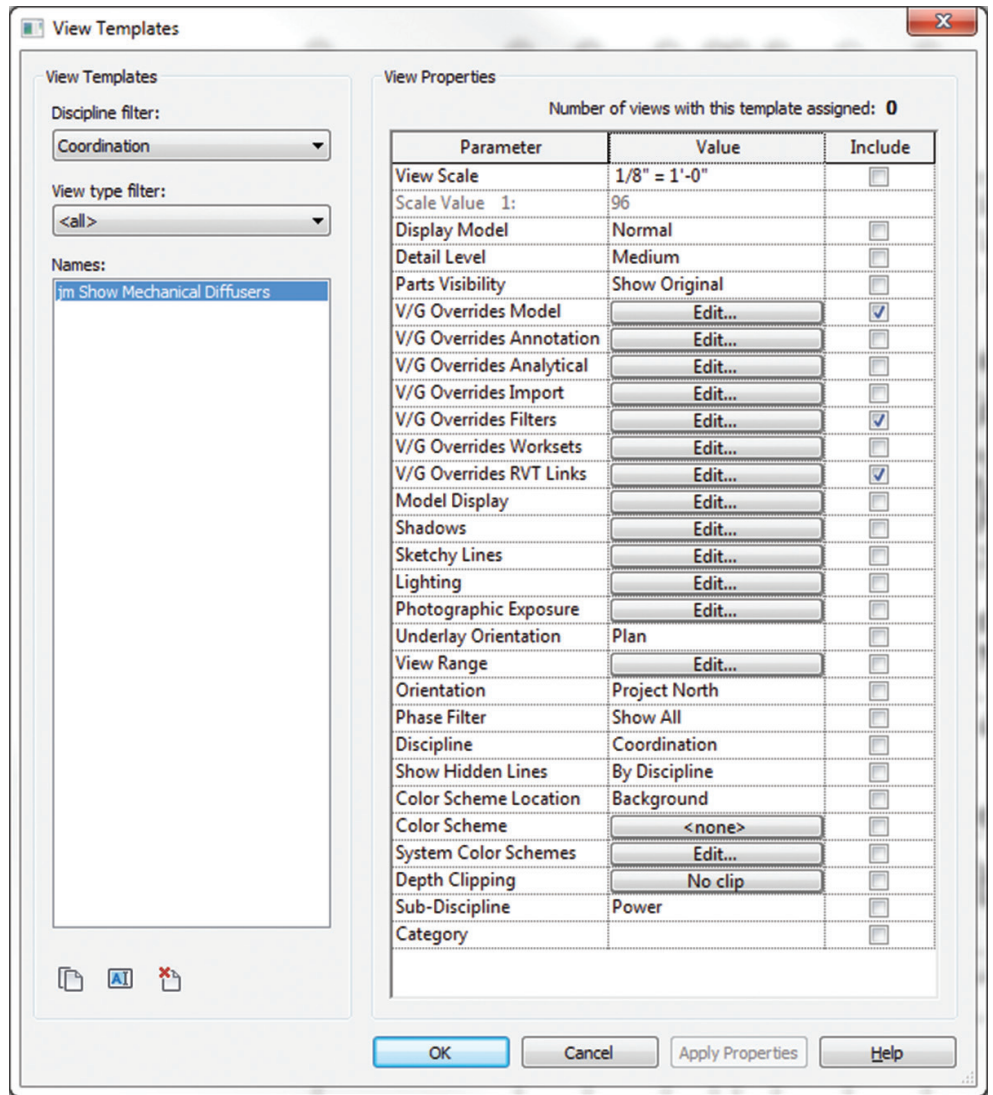 View Templates
View Templates
Discipline filter:
Coordination
View type filter:
<all>
Names:
jm Show Mechanical Diffusers
View Properties
Number of views with this template assigned: 0
Parameter Value Include
View Scale 1/8" = 1'-0"
Scale Value 1: 96
Display Model Normal
Detail Level Medium
Parts Visibility Show Original
V/G Overrides Model Edit...
V/G Overrides Annotation Edit...
V/G Overrides Analytical Edit...
V/G Overrides Import Edit...
V/G Overrides Filters Edit...
V/G Overrides Worksets Edit...
V/G Overrides RVT Links Edit...
Model Display Edit...
Shadows Edit...
Sketchy Lines Edit...
Lighting Edit...
Photographic Exposure Edit...
Underlay Orientation Plan
View Range Edit...
Orientation Project North
Phase Filter Show All
Discipline Coordination
Show Hidden Lines By Discipline
Color Scheme Location Background
Color Scheme <none>
System Color Schemes Edit...
Depth Clipping No clip
Sub-Discipline Power
Category
AI
OK Cancel Apply Properties Help